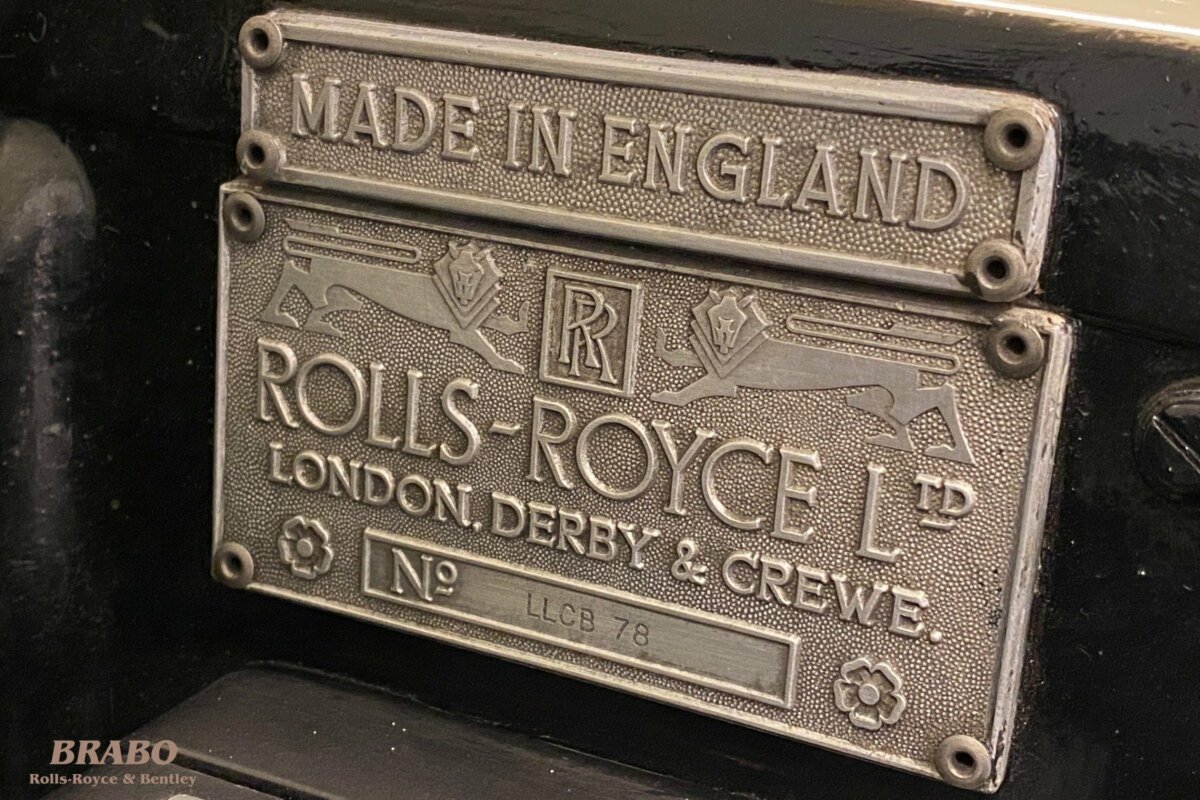 MADE IN ENGLAND
RR
ROLLS-ROYCE LTD
LONDON, DERBY & CREWE.
Nº LLCB 78
BRABO
Rolls-Royce & Bentley